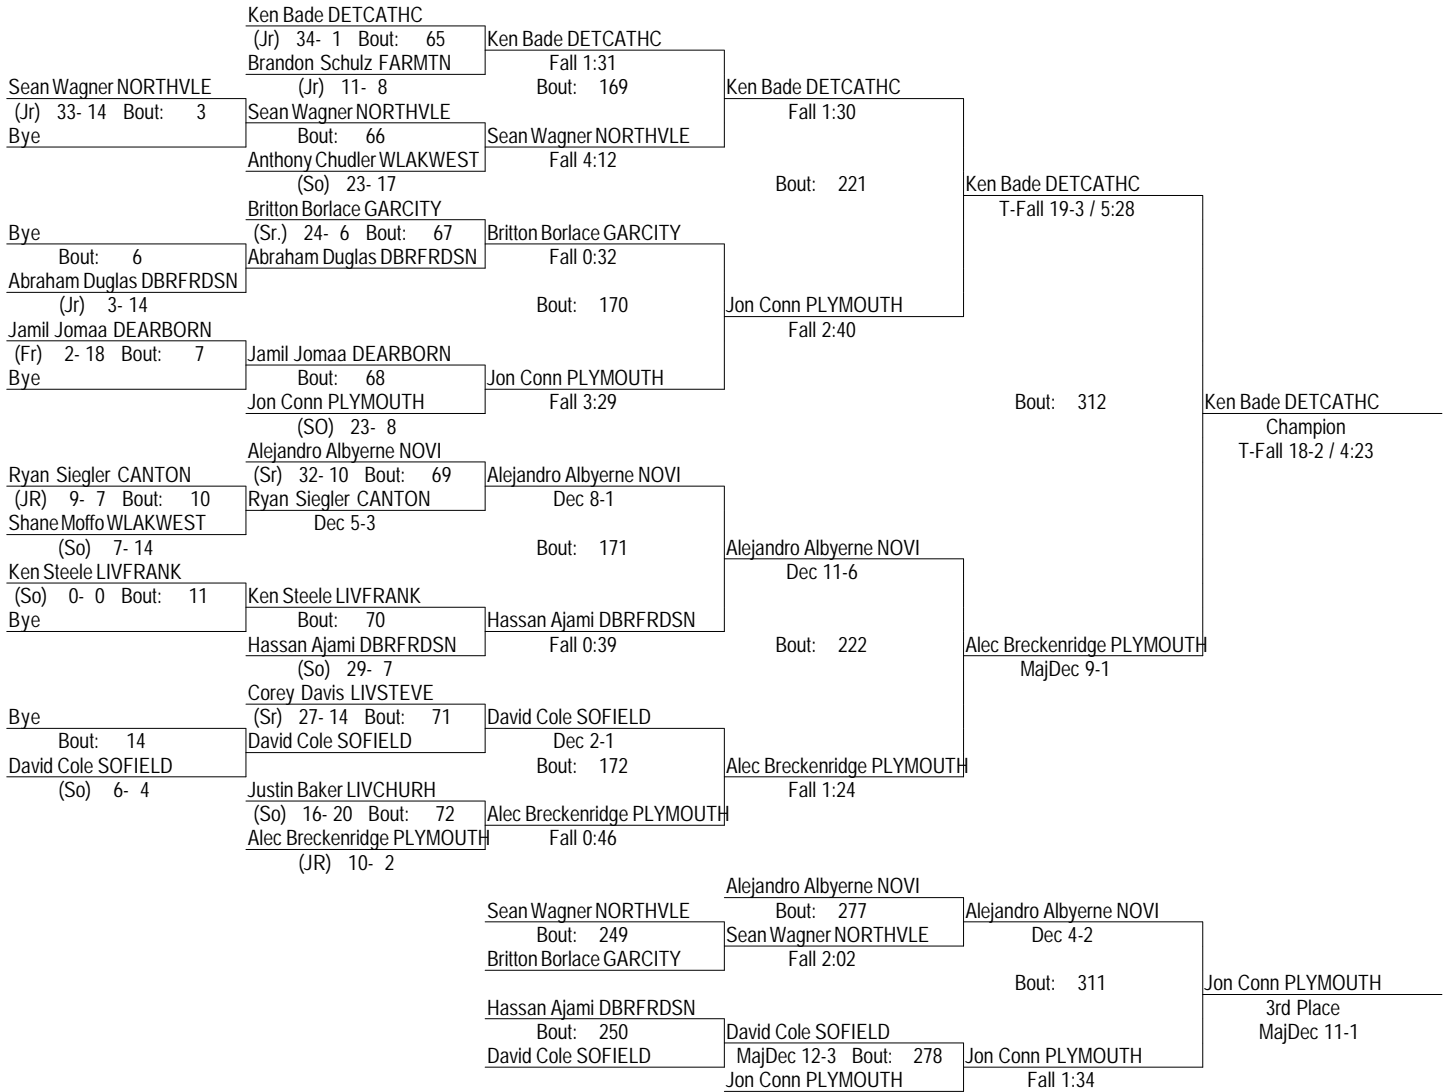 Ken Bade DETCATHC
(Jr) 34- 1 Bout: 65
Brandon Schulz FARMTN
(Jr) 11- 8
Sean Wagner NORTHVLE
(Jr) 33- 14 Bout: 3
Bye
Sean Wagner NORTHVLE
Bout: 66
Anthony Chudler WLAKWEST
(So) 23- 17
Ken Bade DETCATHC
Fall 1:31
Bout: 169
Sean Wagner NORTHVLE
Fall 4:12
Ken Bade DETCATHC
Fall 1:30
Bye
Bout: 6
Abraham Duglas DBRFRDSN
(Jr) 3- 14
Britton Borlace GARCITY
(Sr.) 24- 6 Bout: 67
Abraham Duglas DBRFRDSN
Jamil Jomaa DEARBORN
(Fr) 2- 18 Bout: 7
Bye
Jamil Jomaa DEARBORN
Bout: 68
Jon Conn PLYMOUTH
(SO) 23- 8
Britton Borlace GARCITY
Fall 0:32
Bout: 170
Jon Conn PLYMOUTH
Fall 3:29
Jon Conn PLYMOUTH
Fall 2:40
Bout: 221
Ken Bade DETCATHC
T-Fall 19-3 / 5:28
Ryan Siegler CANTON
(JR) 9- 7 Bout: 10
Shane Moffo WLAKWEST
(So) 7- 14
Alejandro Albyerne NOVI
(Sr) 32- 10 Bout: 69
Ryan Siegler CANTON
Dec 5-3
Ken Steele LIVFRANK
(So) 0- 0 Bout: 11
Bye
Ken Steele LIVFRANK
Bout: 70
Hassan Ajami DBRFRDSN
(So) 29- 7
Alejandro Albyerne NOVI
Dec 8-1
Bout: 171
Hassan Ajami DBRFRDSN
Fall 0:39
Alejandro Albyerne NOVI
Dec 11-6
Bye
Bout: 14
David Cole SOFIELD
(So) 6- 4
Corey Davis LIVSTEVE
(Sr) 27- 14 Bout: 71
David Cole SOFIELD
Justin Baker LIVCHURH
(So) 16- 20 Bout: 72
Alec Breckenridge PLYMOUTH
(JR) 10- 2
David Cole SOFIELD
Dec 2-1
Bout: 172
Alec Breckenridge PLYMOUTH
Fall 0:46
Alec Breckenridge PLYMOUTH
Fall 1:24
Bout: 222
Alec Breckenridge PLYMOUTH
MajDec 9-1
Bout: 312
Ken Bade DETCATHC
Champion
T-Fall 18-2 / 4:23
Sean Wagner NORTHVLE
Bout: 249
Britton Borlace GARCITY
Alejandro Albyerne NOVI
Bout: 277
Sean Wagner NORTHVLE
Fall 2:02
Alejandro Albyerne NOVI
Dec 4-2
Hassan Ajami DBRFRDSN
Bout: 250
David Cole SOFIELD
David Cole SOFIELD
MajDec 12-3 Bout: 278
Jon Conn PLYMOUTH
Jon Conn PLYMOUTH
Fall 1:34
Bout: 311
Jon Conn PLYMOUTH
3rd Place
MajDec 11-1